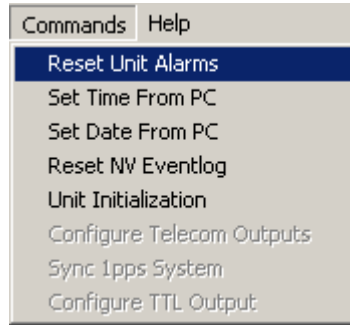 Commands Help
Reset Unit Alarms
Set Time From PC
Set Date From PC
Reset NV Eventlog
Unit Initialization
Configure Telecom Outputs
Sync 1pps System
Configure TTL Output